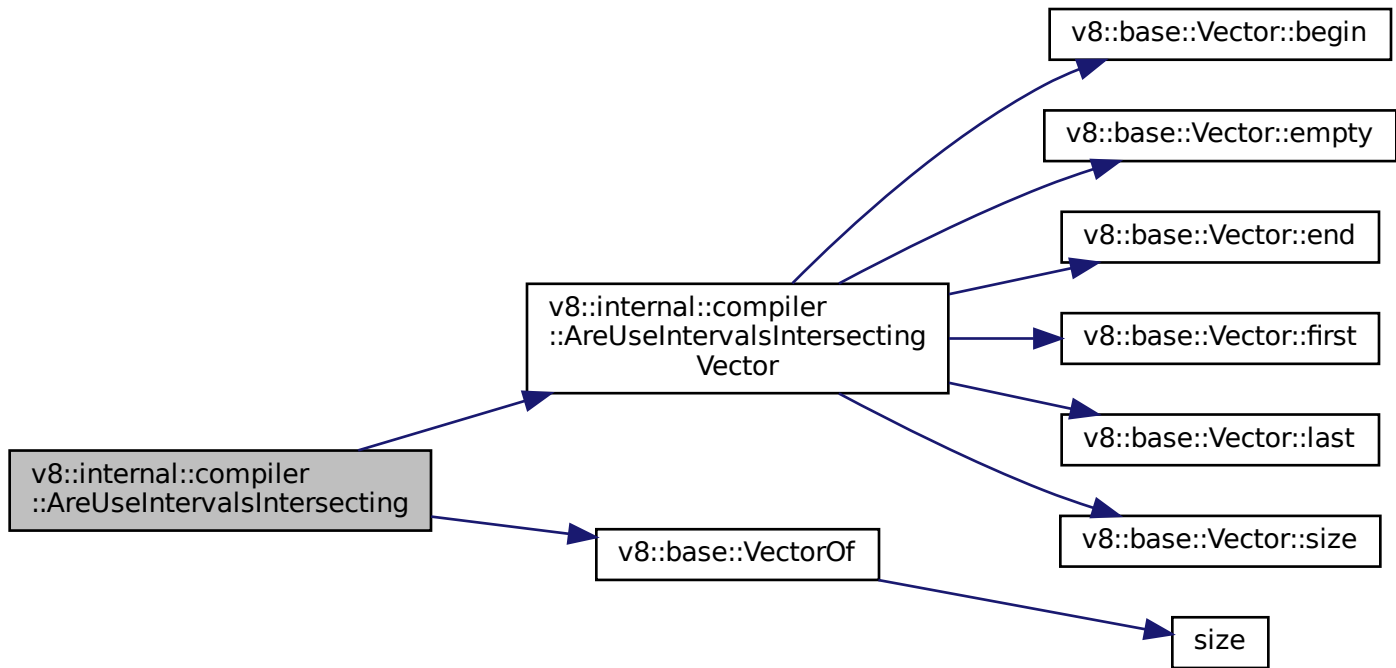 v8::base::Vector::begin
v8::base::Vector::empty
v8::base::Vector::end
v8::internal::compiler
::AreUseIntervalsIntersecting
Vector
v8::base::Vector::first
v8::base::Vector::last
v8::internal::compiler
::AreUseIntervalsIntersecting
v8::base::Vector::size
v8::base::VectorOf
size